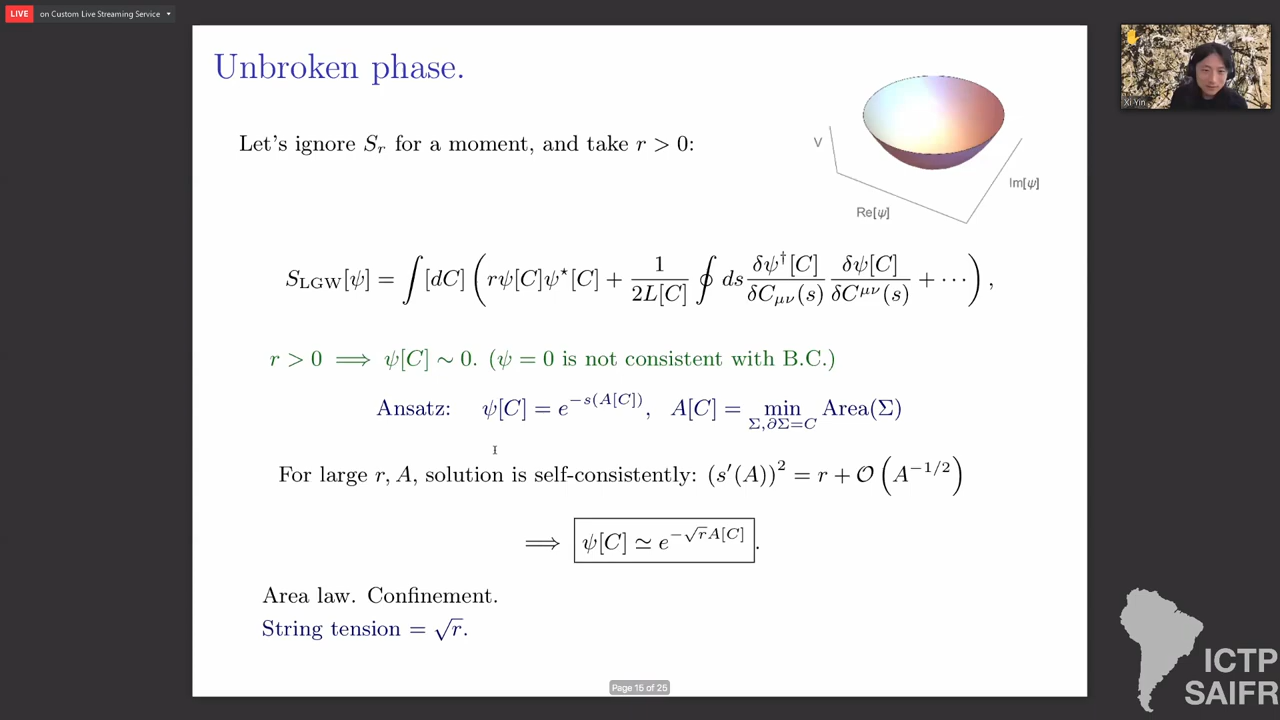 LIVE on Custom Live Streaming Service
Unbroken phase.
Xi Yin
Let's ignore S_r for a moment, and take r > 0:
V
Im[ψ]
Re[ψ]
S_LGW[ψ] = ∫[dC] ( rψ[C]ψ*[C] + 1/(2L[C]) ∮ ds δψ†[C]/δC_μν(s) δψ[C]/δC^μν(s) + ··· ),
r > 0 ⟹ ψ[C] ∼ 0. (ψ = 0 is not consistent with B.C.)
Ansatz: ψ[C] = e^{-s(A[C])}, A[C] = min_{Σ,∂Σ=C} Area(Σ)
For large r, A, solution is self-consistently: (s′(A))² = r + O(A^{-1/2})
⟹ ψ[C] ≃ e^{-√r A[C]}.
Area law. Confinement.
String tension = √r.
Page 16 of 26
ICTP
SAIFR